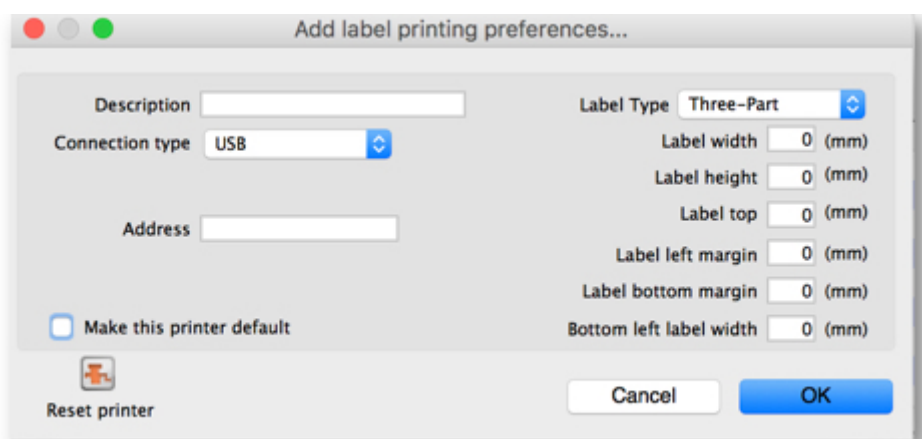 Add label printing preferences...
Description
Label Type Three-Part
Connection type USB
Label width 0 (mm)
Label height 0 (mm)
Label top 0 (mm)
Address
Label left margin 0 (mm)
Label bottom margin 0 (mm)
Make this printer default
Bottom left label width 0 (mm)
Reset printer
Cancel
OK